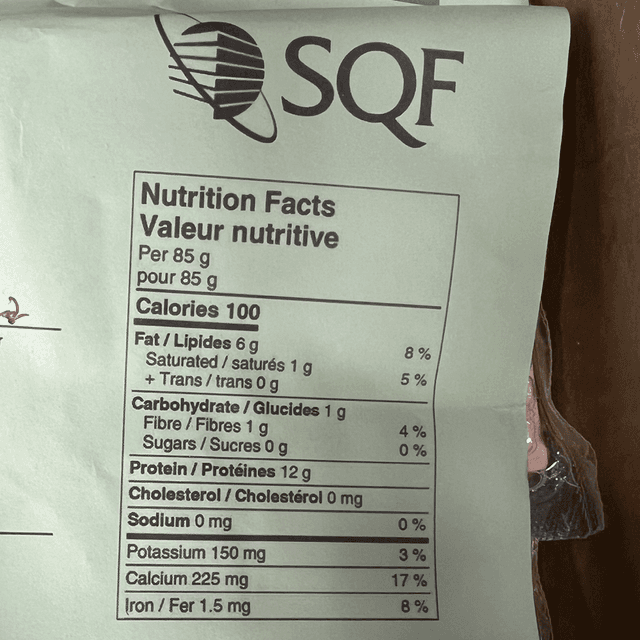 SQF
Nutrition Facts
Valeur nutritive
Per 85 g
pour 85 g
Calories 100
Fat / Lipides 6 g 8 %
Saturated / saturés 1 g
+ Trans / trans 0 g 5 %
Carbohydrate / Glucides 1 g
Fibre / Fibres 1 g 4 %
Sugars / Sucres 0 g 0 %
Protein / Protéines 12 g
Cholesterol / Cholestérol 0 mg
Sodium 0 mg 0 %
Potassium 150 mg 3 %
Calcium 225 mg 17 %
Iron / Fer 1.5 mg 8 %